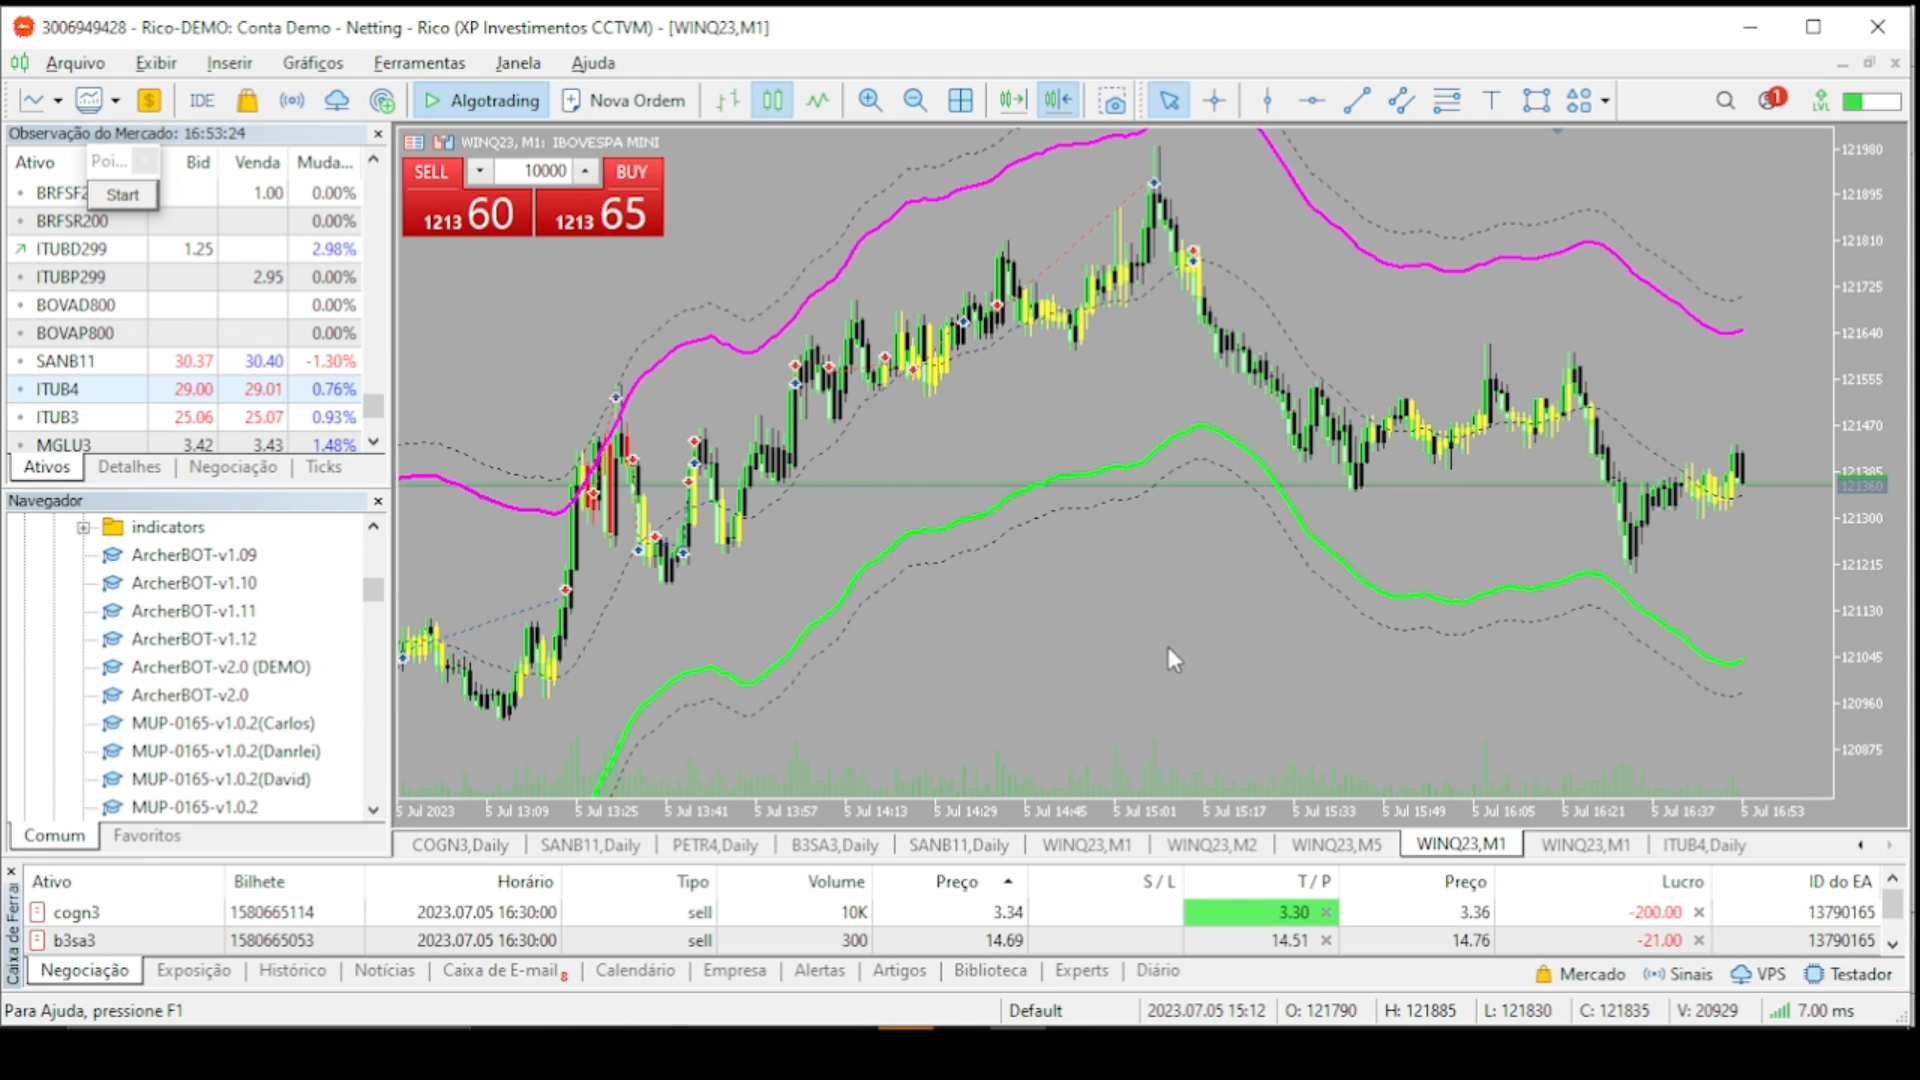 3006949428 - Rico-DEMO: Conta Demo - Netting - Rico (XP Investimentos CCTVM) - [WINQ23,M1]
Arquivo Exibir Inserir Gráficos Ferramentas Janela Ajuda
IDE Algotrading Nova Ordem T 1 LVL
Observação do Mercado: 16:53:24
Ativo Poi... Bid Venda Muda...
Start
BRFSF2 1.00 0.00%
BRFSR200 0.00%
ITUBD299 1.25 2.98%
ITUBP299 2.95 0.00%
BOVAD800 0.00%
BOVAP800 0.00%
SANB11 30.37 30.40 -1.30%
ITUB4 29.00 29.01 0.76%
ITUB3 25.06 25.07 0.93%
MGLU3 3.42 3.43 1.48%
Ativos Detalhes Negociação Ticks
Navegador
indicators
ArcherBOT-v1.09
ArcherBOT-v1.10
ArcherBOT-v1.11
ArcherBOT-v1.12
ArcherBOT-v2.0 (DEMO)
ArcherBOT-v2.0
MUP-0165-v1.0.2(Carlos)
MUP-0165-v1.0.2(Danrlei)
MUP-0165-v1.0.2(David)
MUP-0165-v1.0.2
Comum Favoritos
WINQ23, M1: IBOVESPA MINI
SELL 10000 BUY
1213 60 1213 65
121980
121895
121810
121725
121640
121555
121470
121385
121360
121300
121215
121130
121045
120960
120875
5 Jul 2023 5 Jul 13:09 5 Jul 13:25 5 Jul 13:41 5 Jul 13:57 5 Jul 14:13 5 Jul 14:29 5 Jul 14:45 5 Jul 15:01 5 Jul 15:17 5 Jul 15:33 5 Jul 15:49 5 Jul 16:05 5 Jul 16:21 5 Jul 16:37 5 Jul 16:53
COGN3,Daily SANB11,Daily PETR4,Daily B3SA3,Daily SANB11,Daily WINQ23,M1 WINQ23,M2 WINQ23,M5 WINQ23,M1 WINQ23,M1 ITUB4,Daily
Caixa de Ferrai
Ativo Bilhete Horário Tipo Volume Preço S / L T / P Preço Lucro ID do EA
cogn3 1580665114 2023.07.05 16:30:00 sell 10K 3.34 3.30 3.36 -200.00 13790165
b3sa3 1580665053 2023.07.05 16:30:00 sell 300 14.69 14.51 14.76 -21.00 13790165
Negociação Exposição Histórico Notícias Caixa de E-mail 8 Calendário Empresa Alertas Artigos Biblioteca Experts Diário Mercado Sinais VPS Testador
Para Ajuda, pressione F1 Default 2023.07.05 15:12 O: 121790 H: 121885 L: 121830 C: 121835 V: 20929 7.00 ms